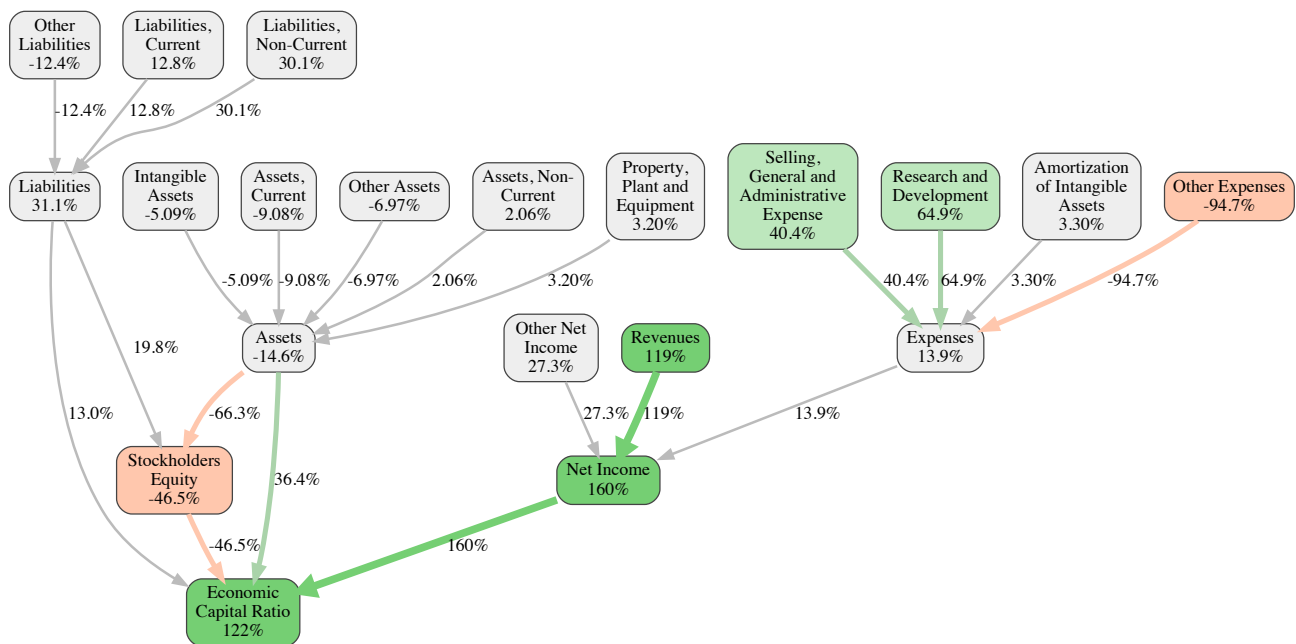 Other
Liabilities
-12.4%
Liabilities,
Current
12.8%
Liabilities,
Non-Current
30.1%
-12.4%
12.8%
30.1%
Liabilities
31.1%
Intangible
Assets
-5.09%
Assets,
Current
-9.08%
Other Assets
-6.97%
Assets, Non-
Current
2.06%
Property,
Plant and
Equipment
3.20%
Selling,
General and
Administrative
Expense
40.4%
Research and
Development
64.9%
Amortization
of Intangible
Assets
3.30%
Other Expenses
-94.7%
-5.09%
-9.08%
-6.97%
2.06%
3.20%
40.4%
64.9%
3.30%
-94.7%
19.8%
Assets
-14.6%
Other Net
Income
27.3%
Revenues
119%
Expenses
13.9%
13.0%
-66.3%
27.3%
119%
13.9%
Stockholders
Equity
-46.5%
36.4%
Net Income
160%
-46.5%
160%
Economic
Capital Ratio
122%